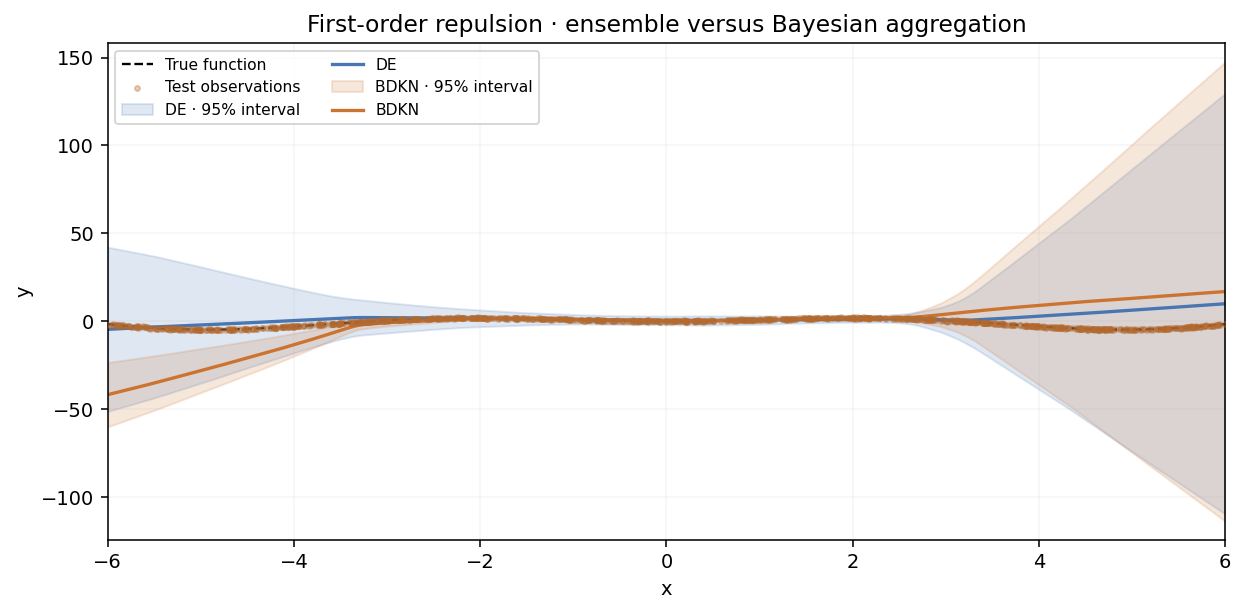 First-order repulsion · ensemble versus Bayesian aggregation
True function
Test observations
DE · 95% interval
DE
BDKN · 95% interval
BDKN
150
100
50
0
−50
−100
y
−6
−4
−2
0
2
4
6
x